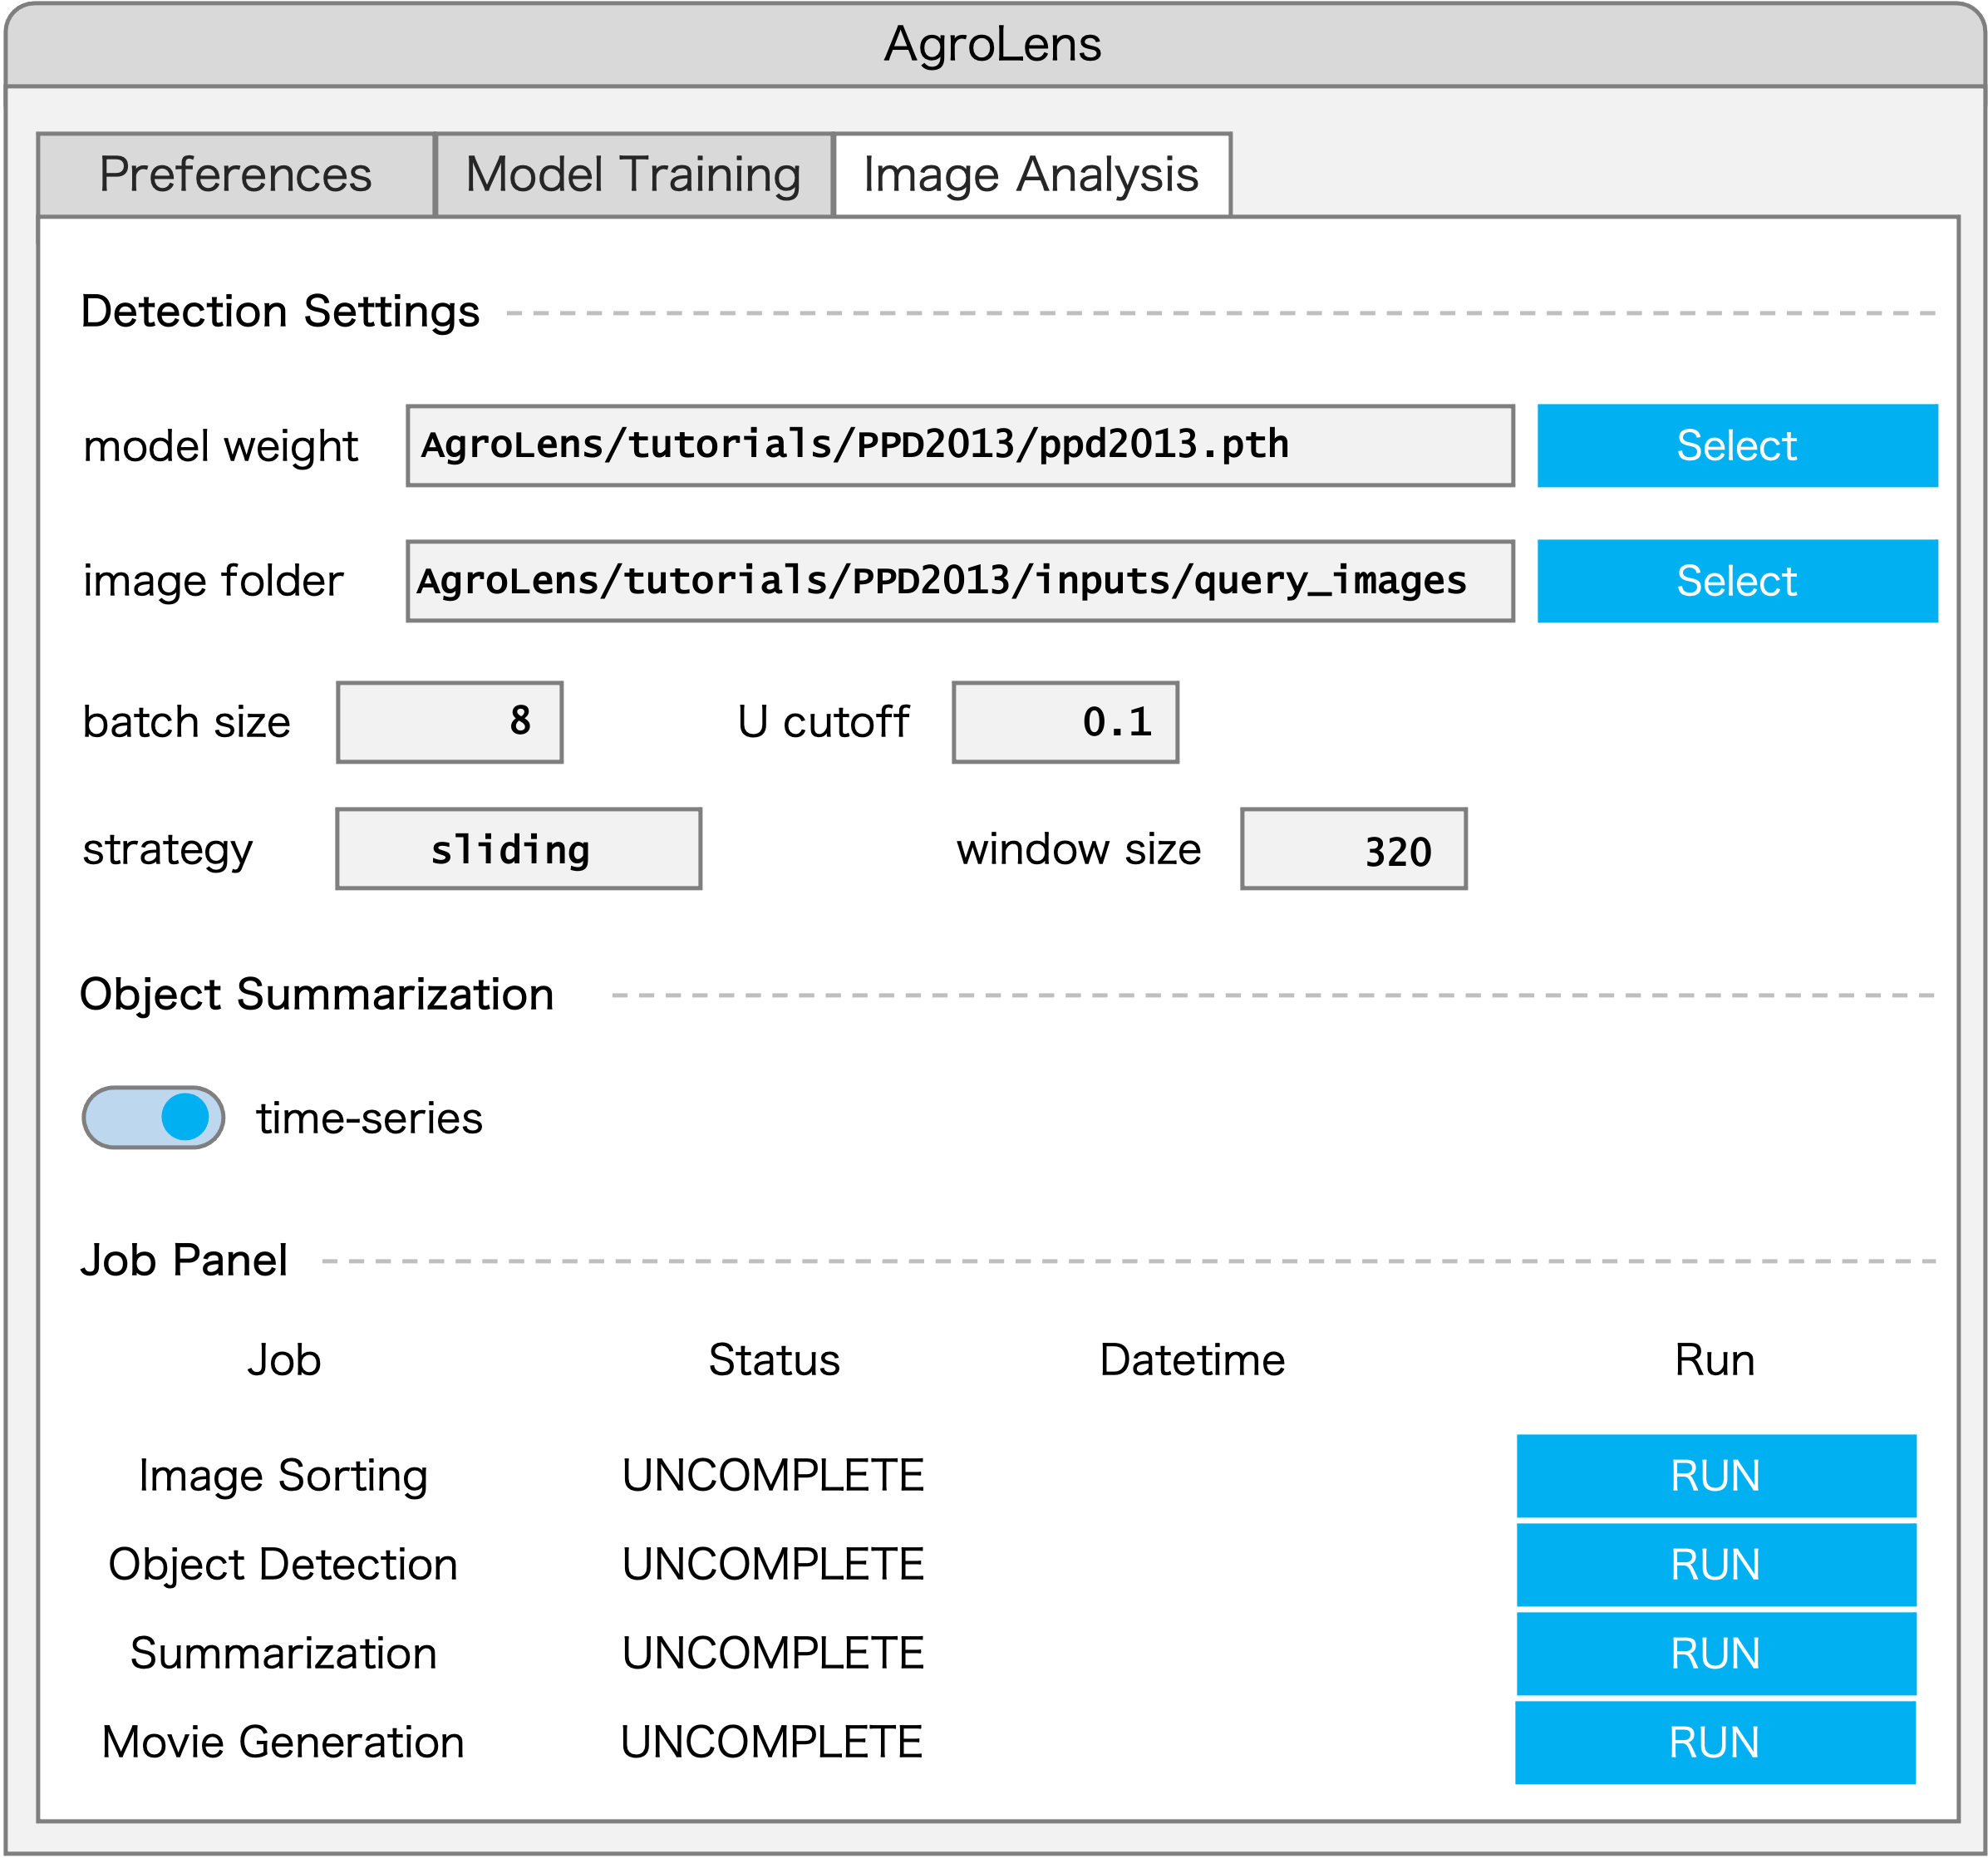 AgroLens
Preferences Model Training Image Analysis
Detection Settings
model weight AgroLens/tutorials/PPD2013/ppd2013.pth Select
image folder AgroLens/tutorials/PPD2013/inputs/query_images Select
batch size 8 U cutoff 0.1
strategy sliding window size 320
Object Summarization
time-series
Job Panel
Job Status Datetime Run
Image Sorting UNCOMPLETE RUN
Object Detection UNCOMPLETE RUN
Summarization UNCOMPLETE RUN
Movie Generation UNCOMPLETE RUN